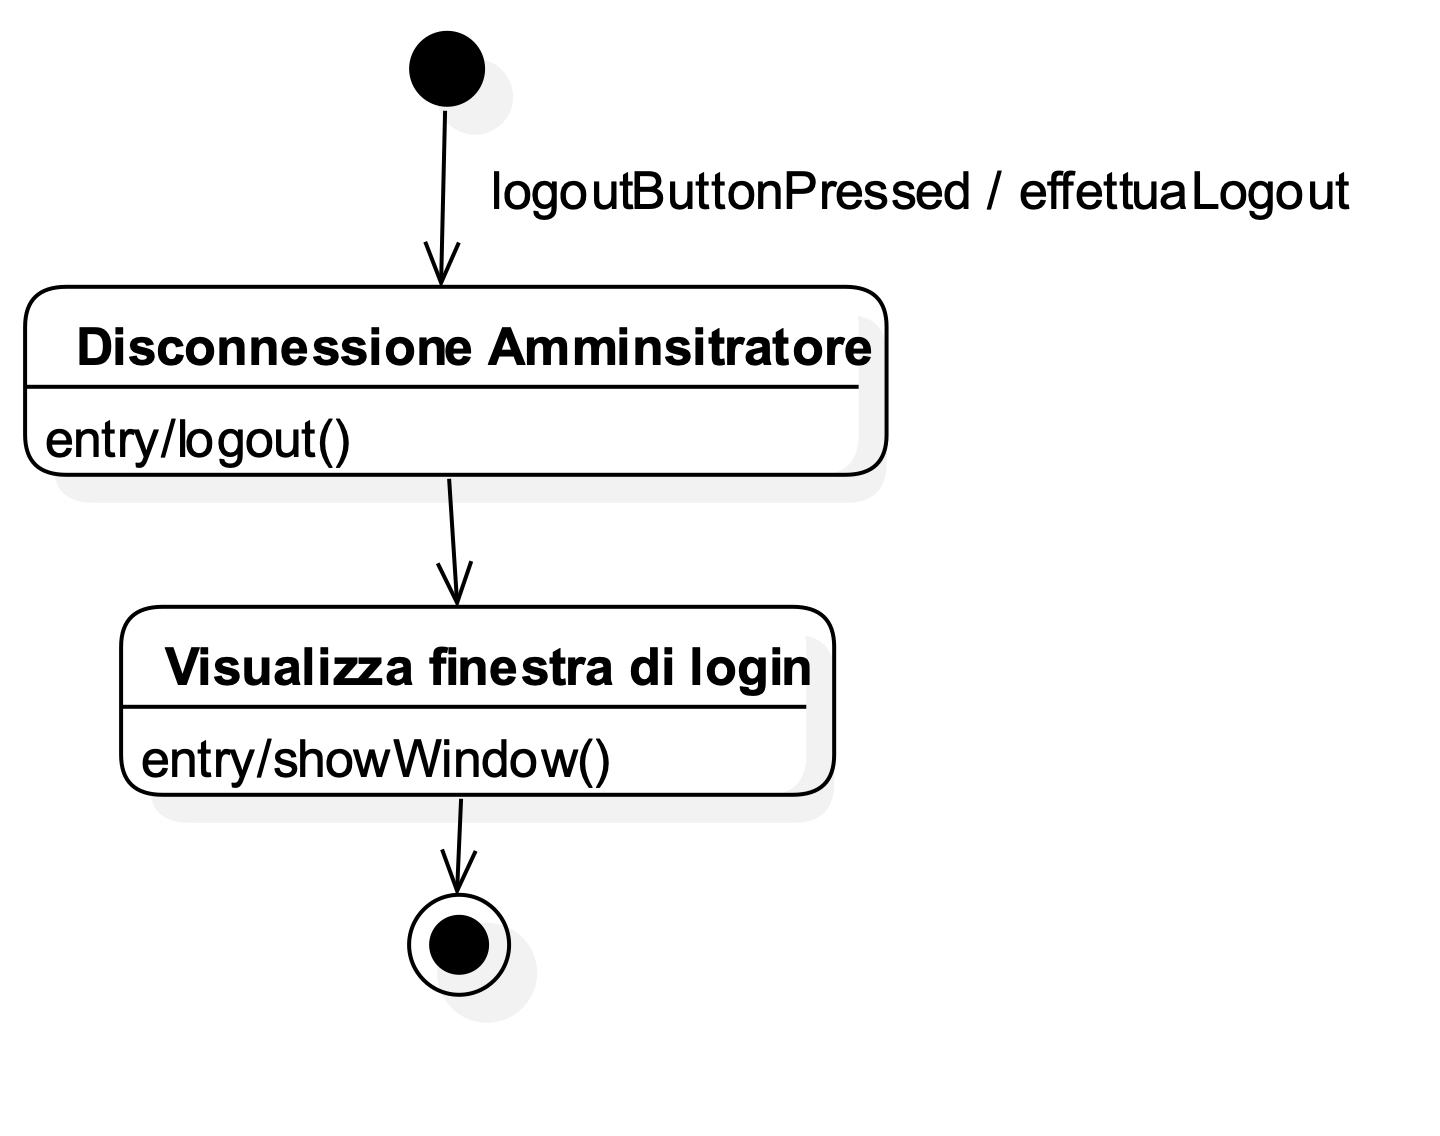 logoutButtonPressed / effettuaLogout
Disconnessione Amminsitratore
entry/logout()
Visualizza finestra di login
entry/showWindow()